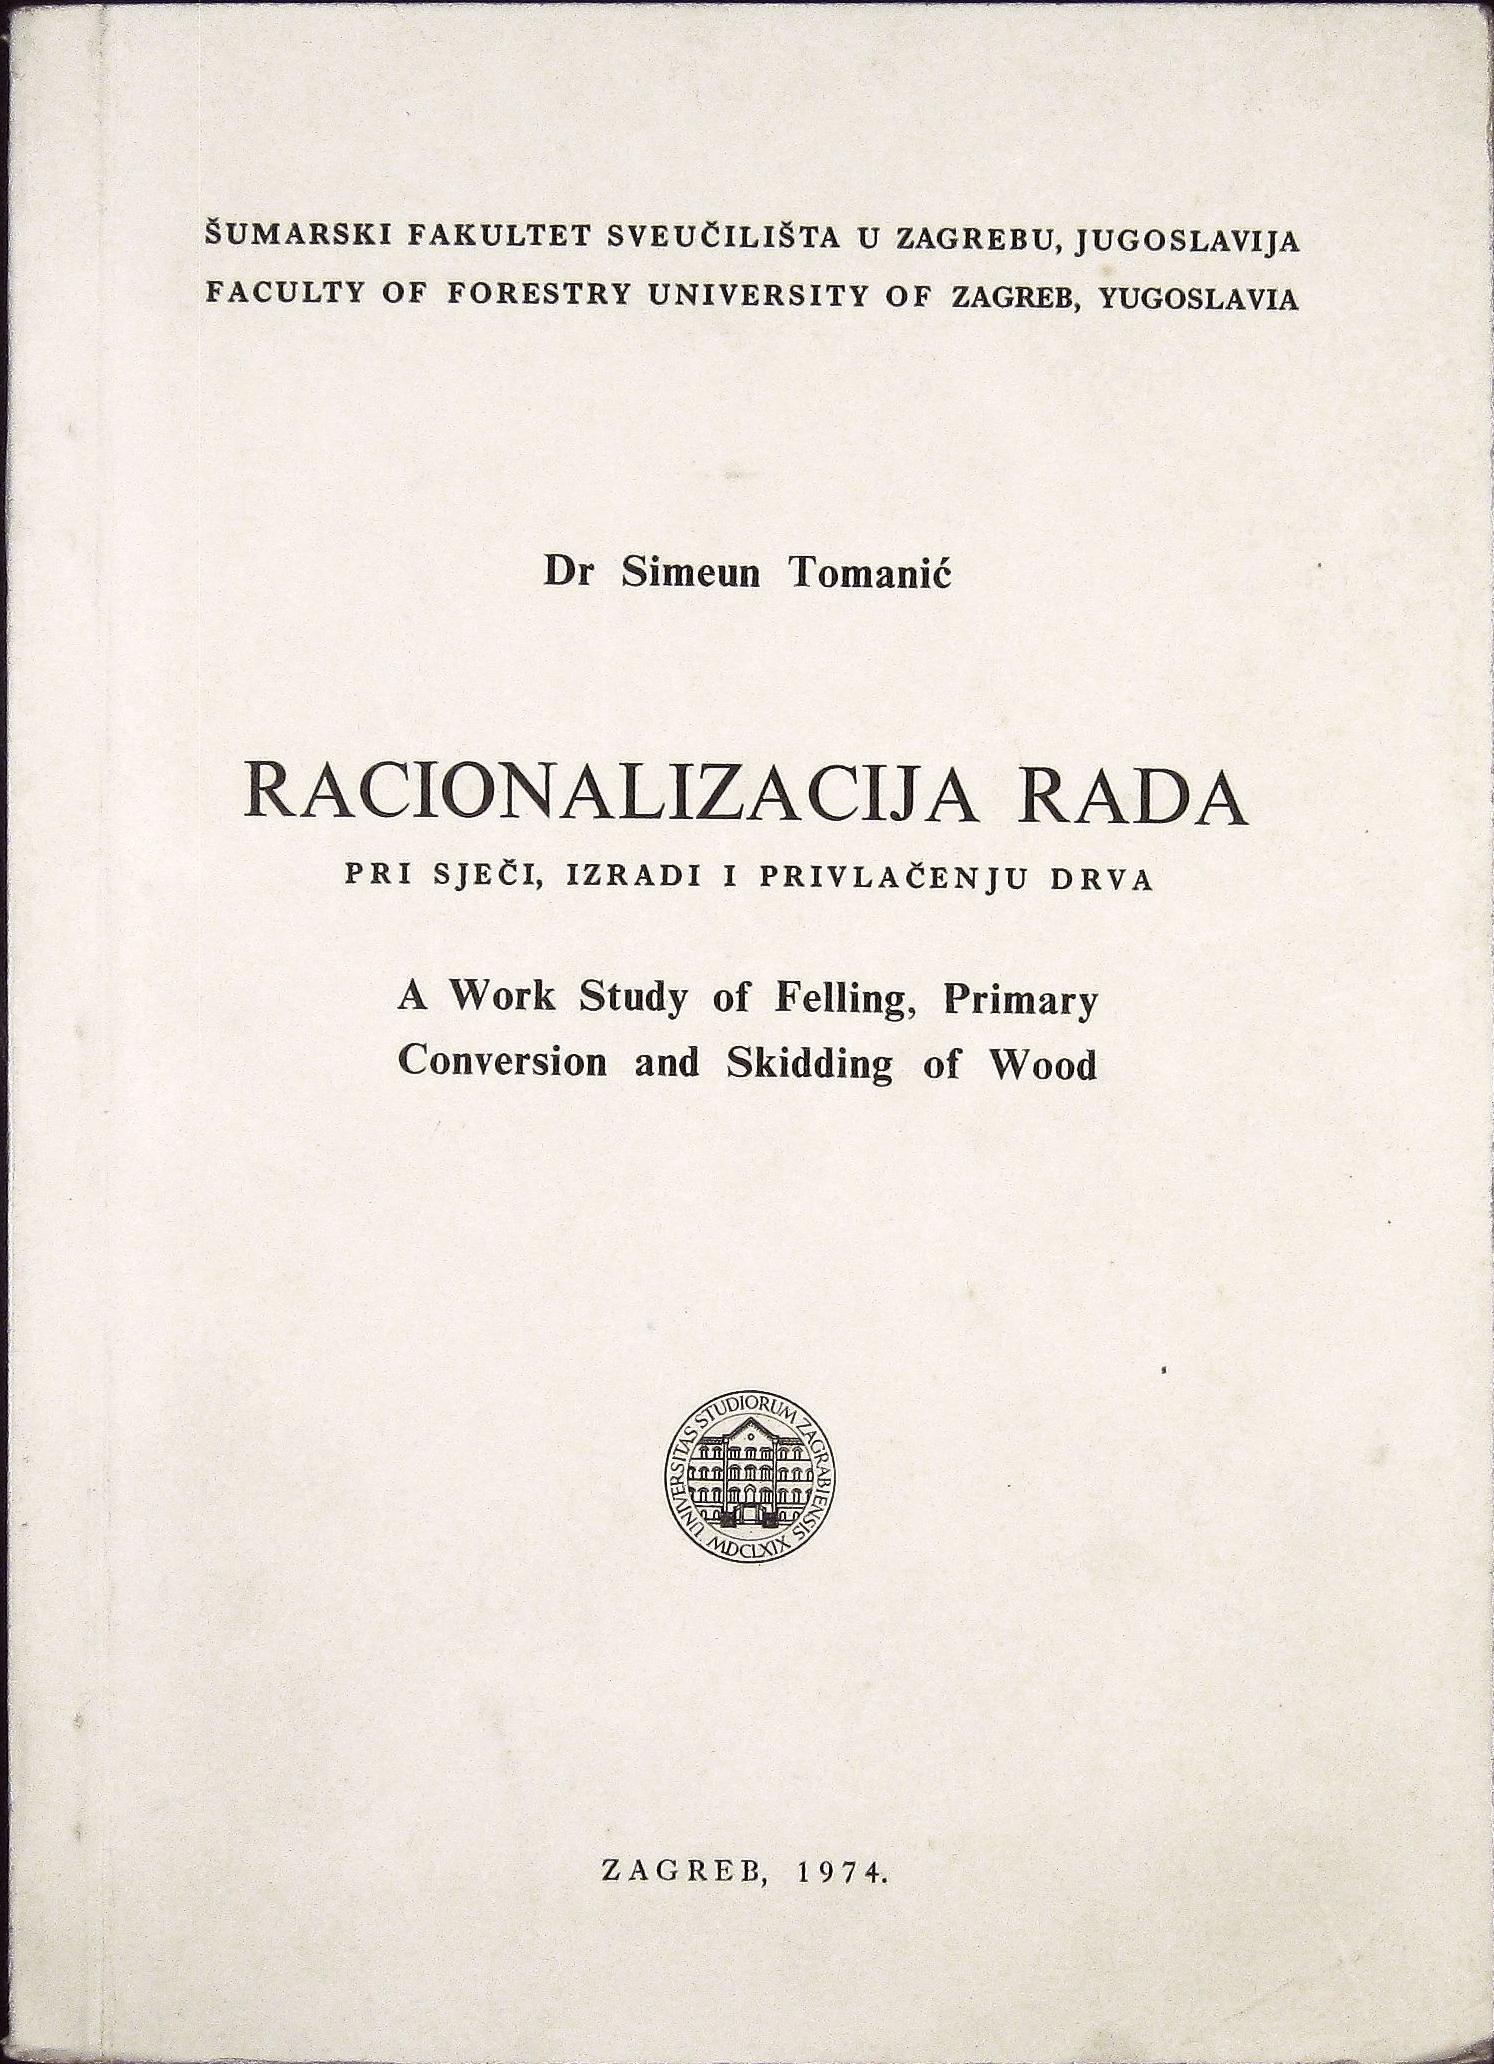 ŠUMARSKI FAKULTET SVEUČILIŠTA U ZAGREBU, JUGOSLAVIJA
FACULTY OF FORESTRY UNIVERSITY OF ZAGREB, YUGOSLAVIA
Dr Simeun Tomanić
RACIONALIZACIJA RADA
PRI SJEČI, IZRADI I PRIVLAČENJU DRVA
A Work Study of Felling, Primary
Conversion and Skidding of Wood
UNIVERSITAS STUDIORUM ZAGRABIENSIS
MDCLXIX
ZAGREB, 1974.